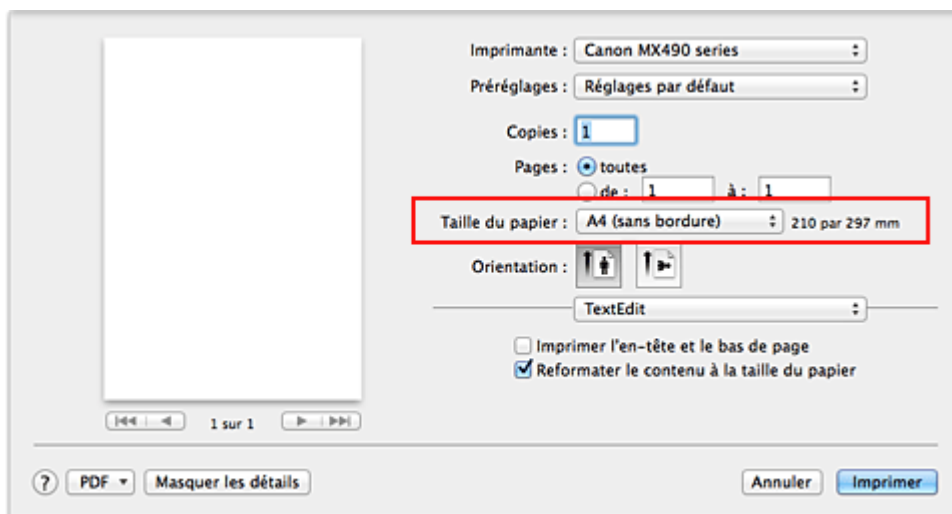 Imprimante : Canon MX490 series
Préréglages : Réglages par défaut
Copies : 1
Pages : toutes
de : 1 à : 1
Taille du papier : A4 (sans bordure) 210 par 297 mm
Orientation :
TextEdit
Imprimer l'en-tête et le bas de page
Reformater le contenu à la taille du papier
1 sur 1
? PDF Masquer les détails Annuler Imprimer